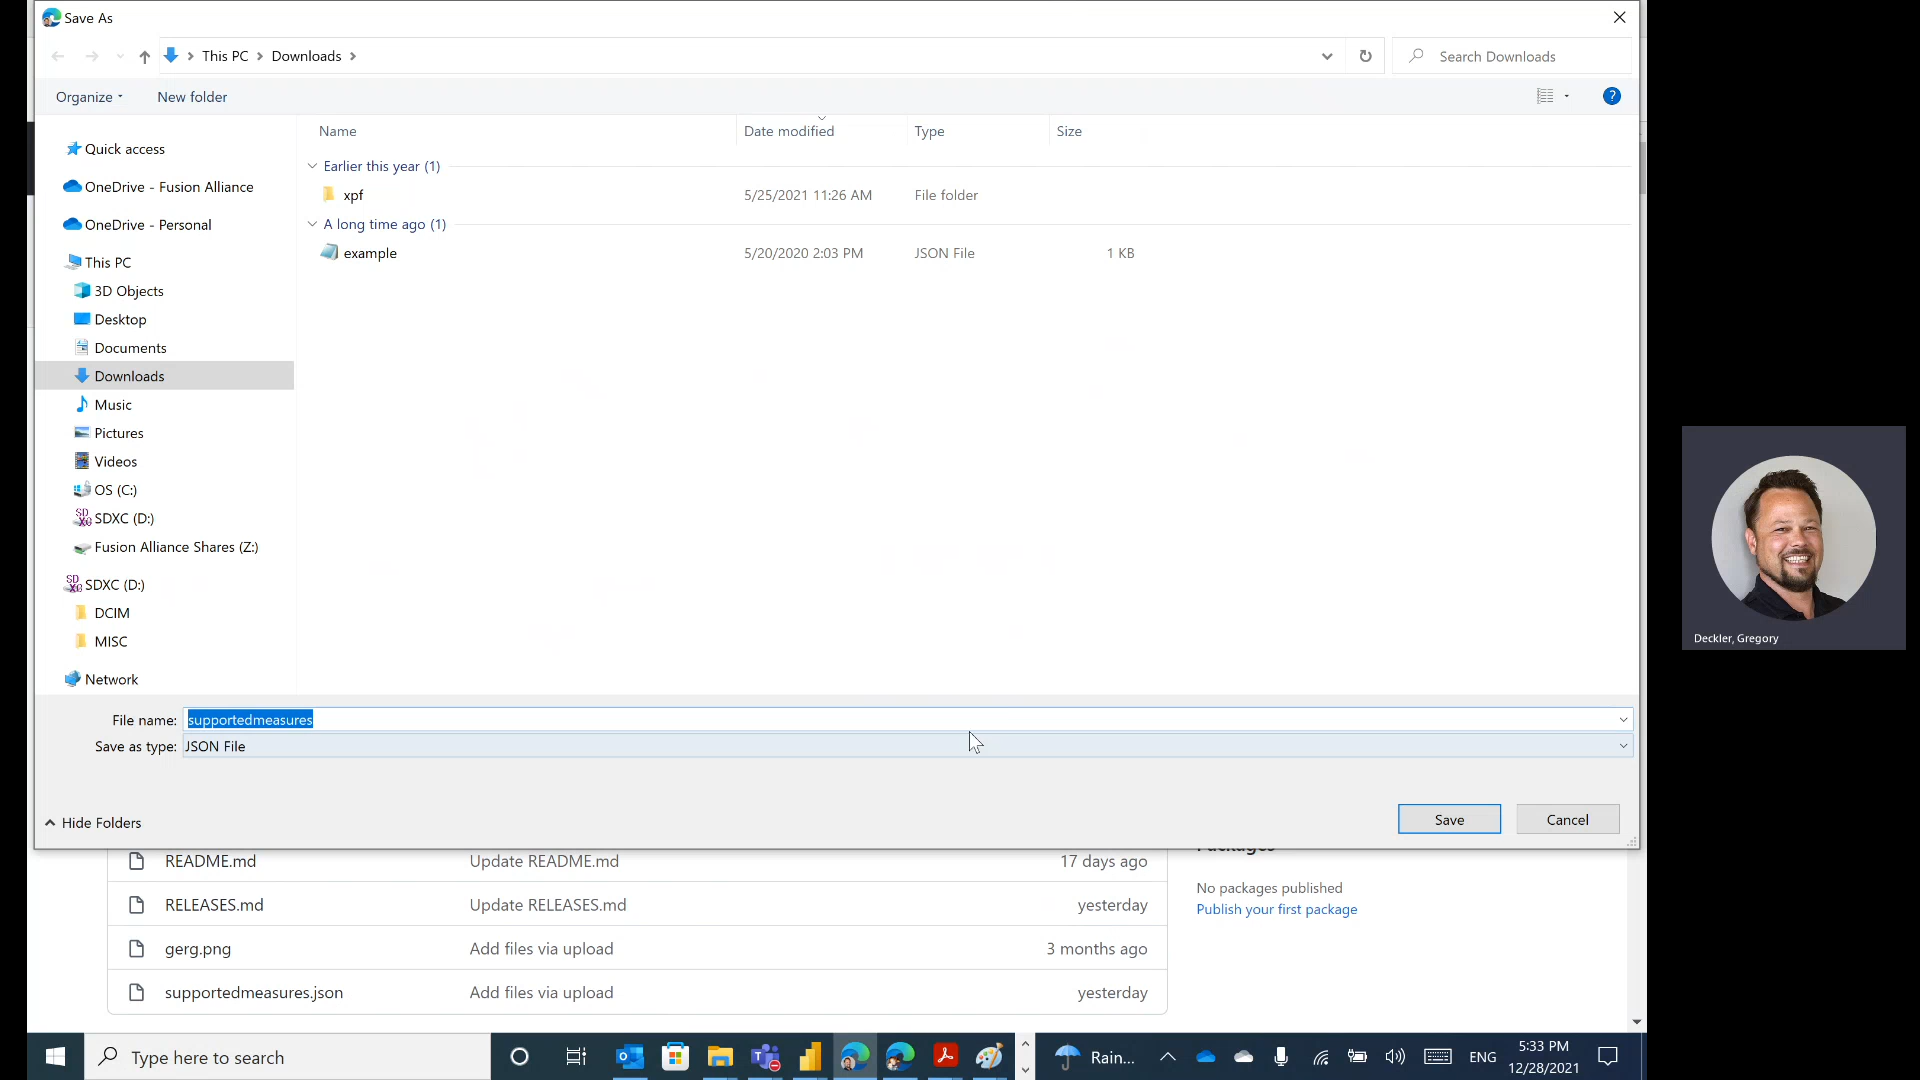 Save As
This PC > Downloads >
Search Downloads
Organize
New folder
?
Name
Date modified
Type
Size
Quick access
OneDrive - Fusion Alliance
OneDrive - Personal
This PC
3D Objects
Desktop
Documents
Downloads
Music
Pictures
Videos
OS (C:)
SDXC (D:)
Fusion Alliance Shares (Z:)
SDXC (D:)
DCIM
MISC
Network
Earlier this year (1)
xpf 5/25/2021 11:26 AM File folder
A long time ago (1)
example 5/20/2020 2:03 PM JSON File 1 KB
File name: supportedmeasures
Save as type: JSON File
Hide Folders
Save
Cancel
README.md Update README.md 17 days ago
RELEASES.md Update RELEASES.md yesterday
gerg.png Add files via upload 3 months ago
supportedmeasures.json Add files via upload yesterday
Packages
No packages published
Publish your first package
Deckler, Gregory
Type here to search
Rain...
ENG
5:33 PM
12/28/2021